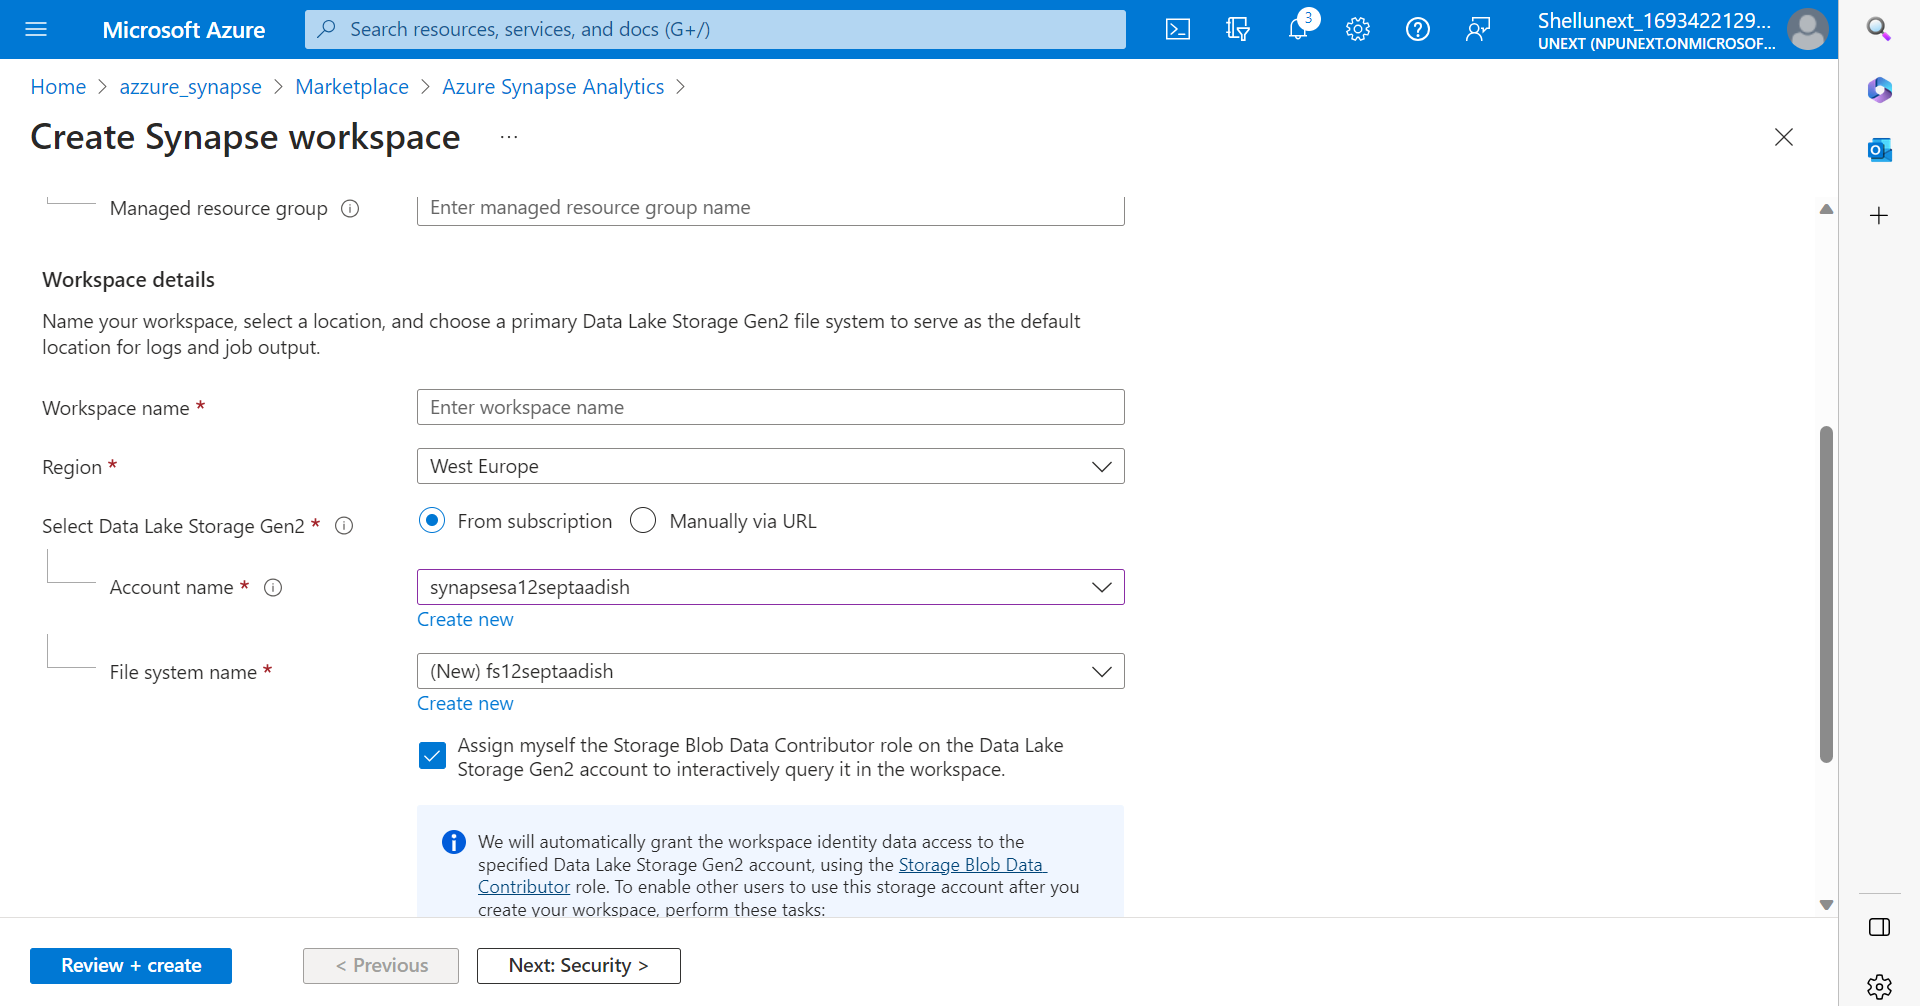 Microsoft Azure
Search resources, services, and docs (G+/)
3
Shellunext_1693422129...
UNEXT (NPUNEXT.ONMICROSOF...
Home > azzure_synapse > Marketplace > Azure Synapse Analytics >
Create Synapse workspace ...
Managed resource group
Enter managed resource group name
Workspace details
Name your workspace, select a location, and choose a primary Data Lake Storage Gen2 file system to serve as the default
location for logs and job output.
Workspace name *
Enter workspace name
Region *
West Europe
Select Data Lake Storage Gen2 *
From subscription
Manually via URL
Account name *
synapsesa12septaadish
Create new
File system name *
(New) fs12septaadish
Create new
Assign myself the Storage Blob Data Contributor role on the Data Lake
Storage Gen2 account to interactively query it in the workspace.
We will automatically grant the workspace identity data access to the
specified Data Lake Storage Gen2 account, using the Storage Blob Data
Contributor role. To enable other users to use this storage account after you
create your workspace, perform these tasks:
Review + create
< Previous
Next: Security >